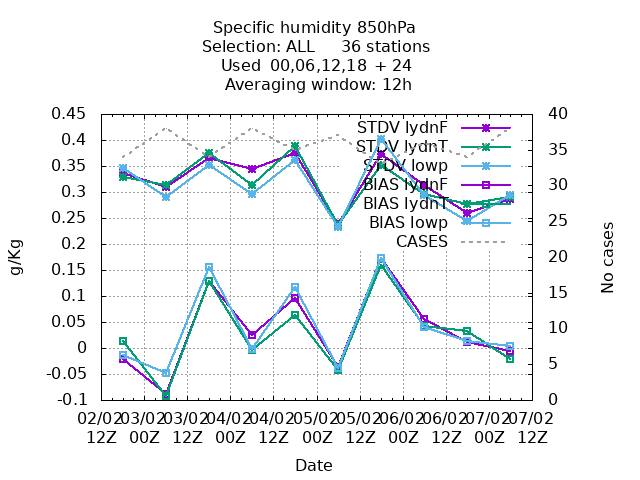 Specific humidity 850hPa
Selection: ALL 36 stations
Used 00,06,12,18 + 24
Averaging window: 12h
0.45
0.4
0.35
0.3
0.25
0.2
0.15
0.1
0.05
0
-0.05
-0.1
g/Kg
40
35
30
25
20
15
10
5
0
No cases
STDV lydnF
STDV lydnT
STDV lowp
BIAS lydnF
BIAS lydnT
BIAS lowp
CASES
02/02 03/02 03/02 04/02 04/02 05/02 05/02 06/02 06/02 07/02 07/02
12Z 00Z 12Z 00Z 12Z 00Z 12Z 00Z 12Z 00Z 12Z
Date